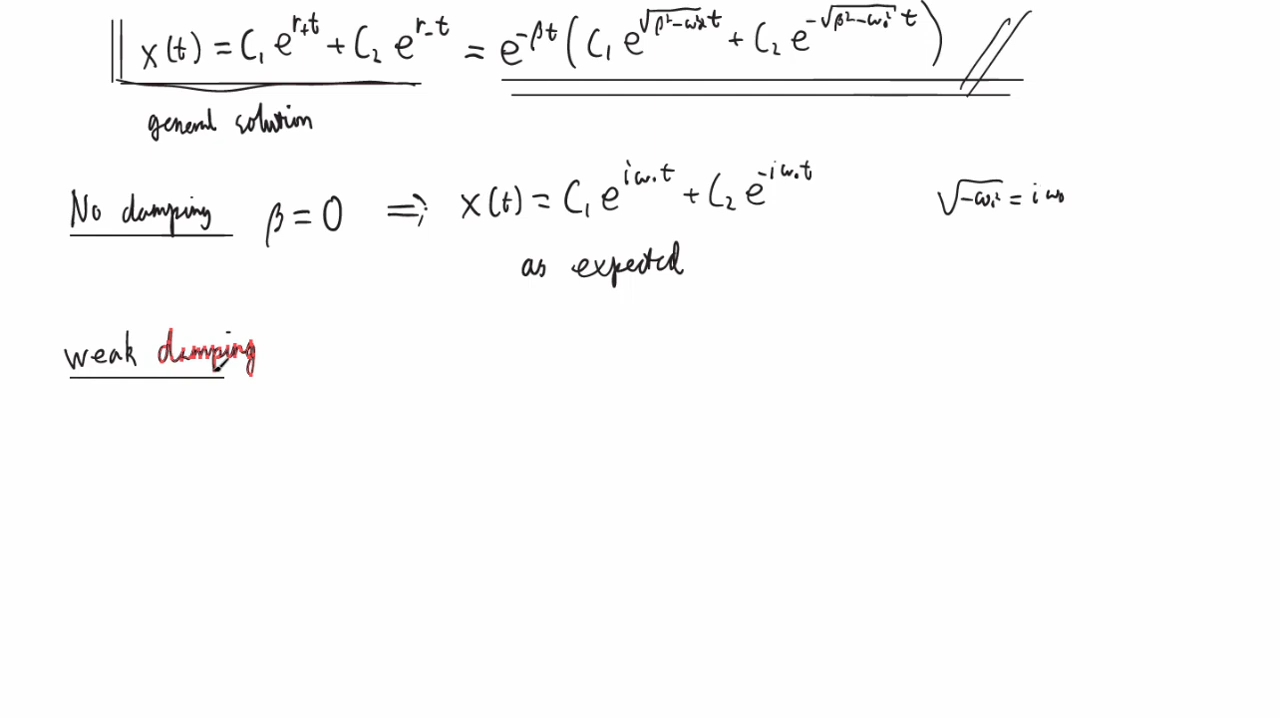 x(t) = C₁ e^{r₊t} + C₂ e^{r₋t} = e^{-βt} (C₁ e^{√(β²-ω₀²) t} + C₂ e^{-√(β²-ω₀²) t})
general solution
No damping β = 0 ⇒ x(t) = C₁ e^{iω₀t} + C₂ e^{-iω₀t} √(-ω₀²) = iω₀
as expected
weak damping